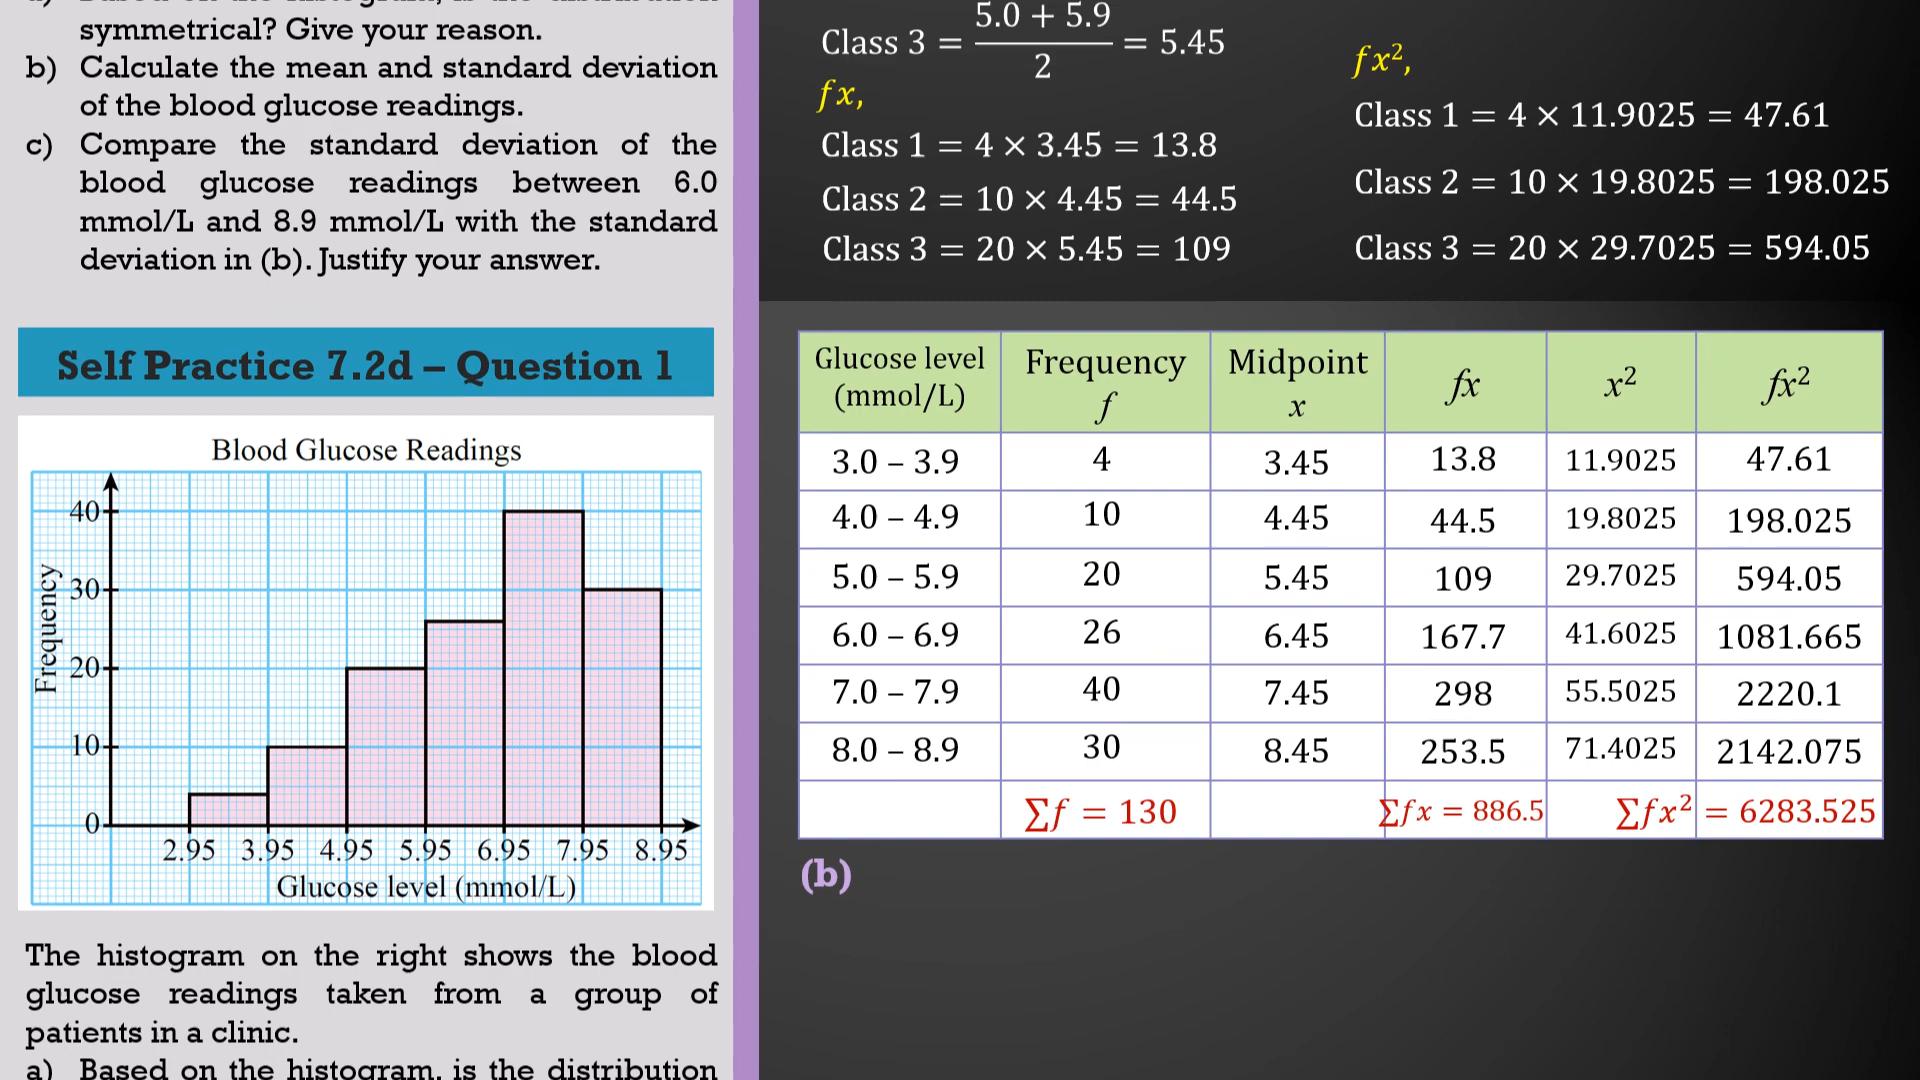 symmetrical? Give your reason.
b) Calculate the mean and standard deviation
of the blood glucose readings.
c) Compare the standard deviation of the
blood glucose readings between 6.0
mmol/L and 8.9 mmol/L with the standard
deviation in (b). Justify your answer.
Self Practice 7.2d – Question 1
Blood Glucose Readings
Frequency
40
30
20
10
0
2.95 3.95 4.95 5.95 6.95 7.95 8.95
Glucose level (mmol/L)
The histogram on the right shows the blood
glucose readings taken from a group of
patients in a clinic.
a) Based on the histogram, is the distribution
Class 3 = (5.0 + 5.9)/2 = 5.45
fx,
Class 1 = 4 × 3.45 = 13.8
Class 2 = 10 × 4.45 = 44.5
Class 3 = 20 × 5.45 = 109
fx²,
Class 1 = 4 × 11.9025 = 47.61
Class 2 = 10 × 19.8025 = 198.025
Class 3 = 20 × 29.7025 = 594.05
Glucose level (mmol/L) Frequency f Midpoint x fx x² fx²
3.0 – 3.9 4 3.45 13.8 11.9025 47.61
4.0 – 4.9 10 4.45 44.5 19.8025 198.025
5.0 – 5.9 20 5.45 109 29.7025 594.05
6.0 – 6.9 26 6.45 167.7 41.6025 1081.665
7.0 – 7.9 40 7.45 298 55.5025 2220.1
8.0 – 8.9 30 8.45 253.5 71.4025 2142.075
∑f = 130 ∑fx = 886.5 ∑fx² = 6283.525
(b)